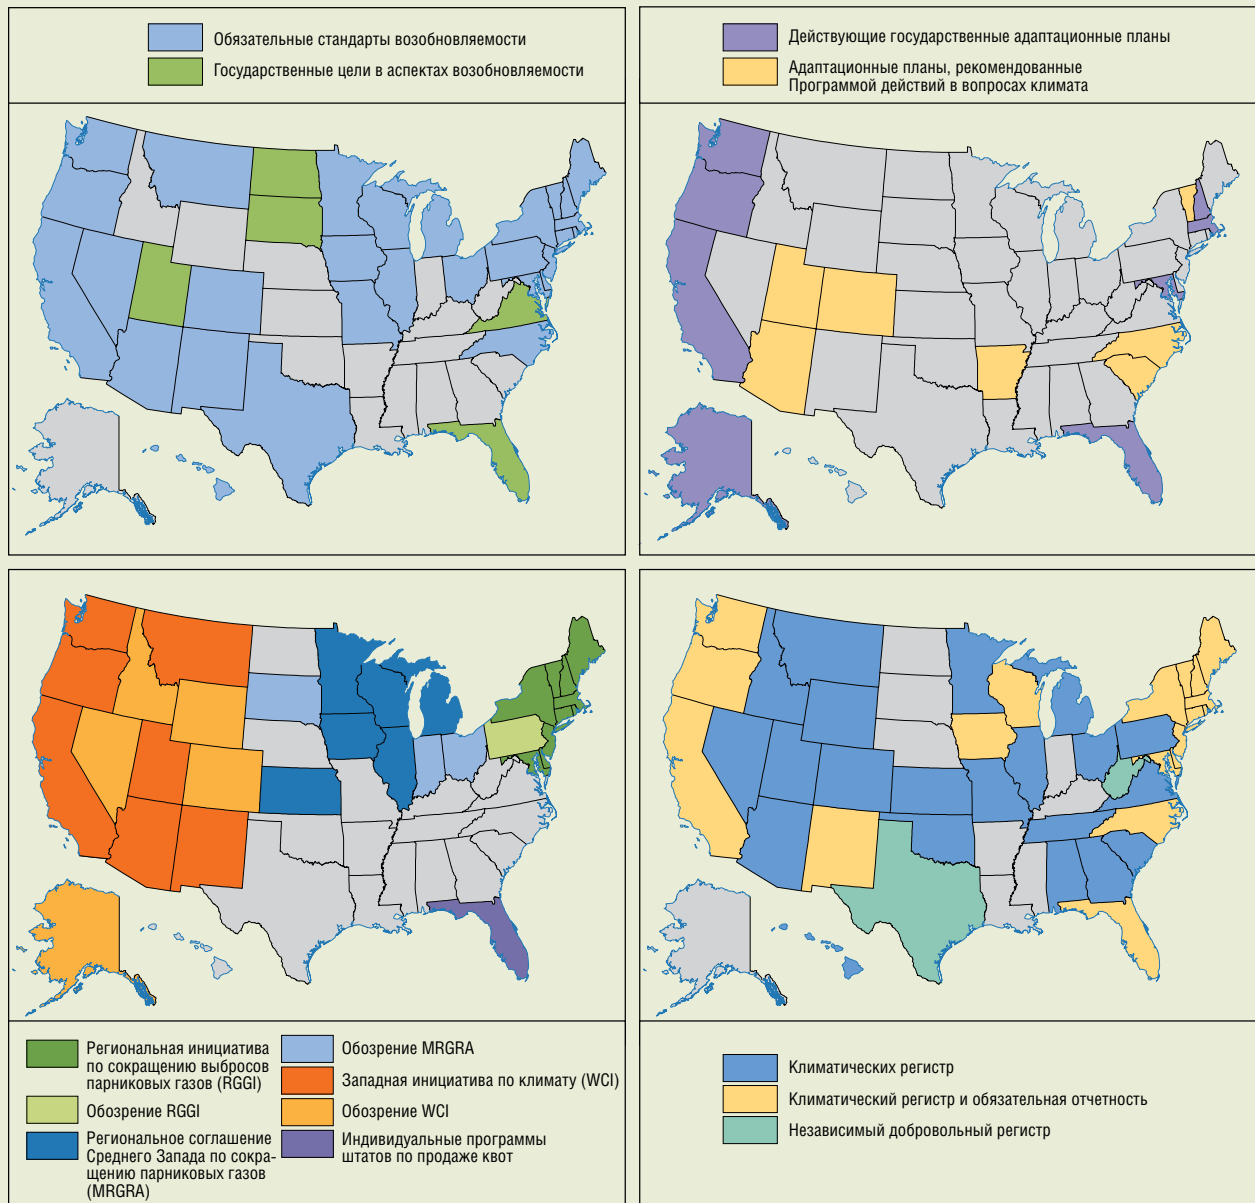 Обязательные стандарты возобновляемости
Государственные цели в аспектах возобновляемости
Действующие государственные адаптационные планы
Адаптационные планы, рекомендованные
Программой действий в вопросах климата
Региональная инициатива
по сокращению выбросов
парниковых газов (RGGI)
Обозрение RGGI
Региональное соглашение
Среднего Запада по сокра-
щению парниковых газов
(MRGRA)
Обозрение MRGRA
Западная инициатива по климату (WCI)
Обозрение WCI
Индивидуальные программы
штатов по продаже квот
Климатических регистр
Климатический регистр и обязательная отчетность
Независимый добровольный регистр